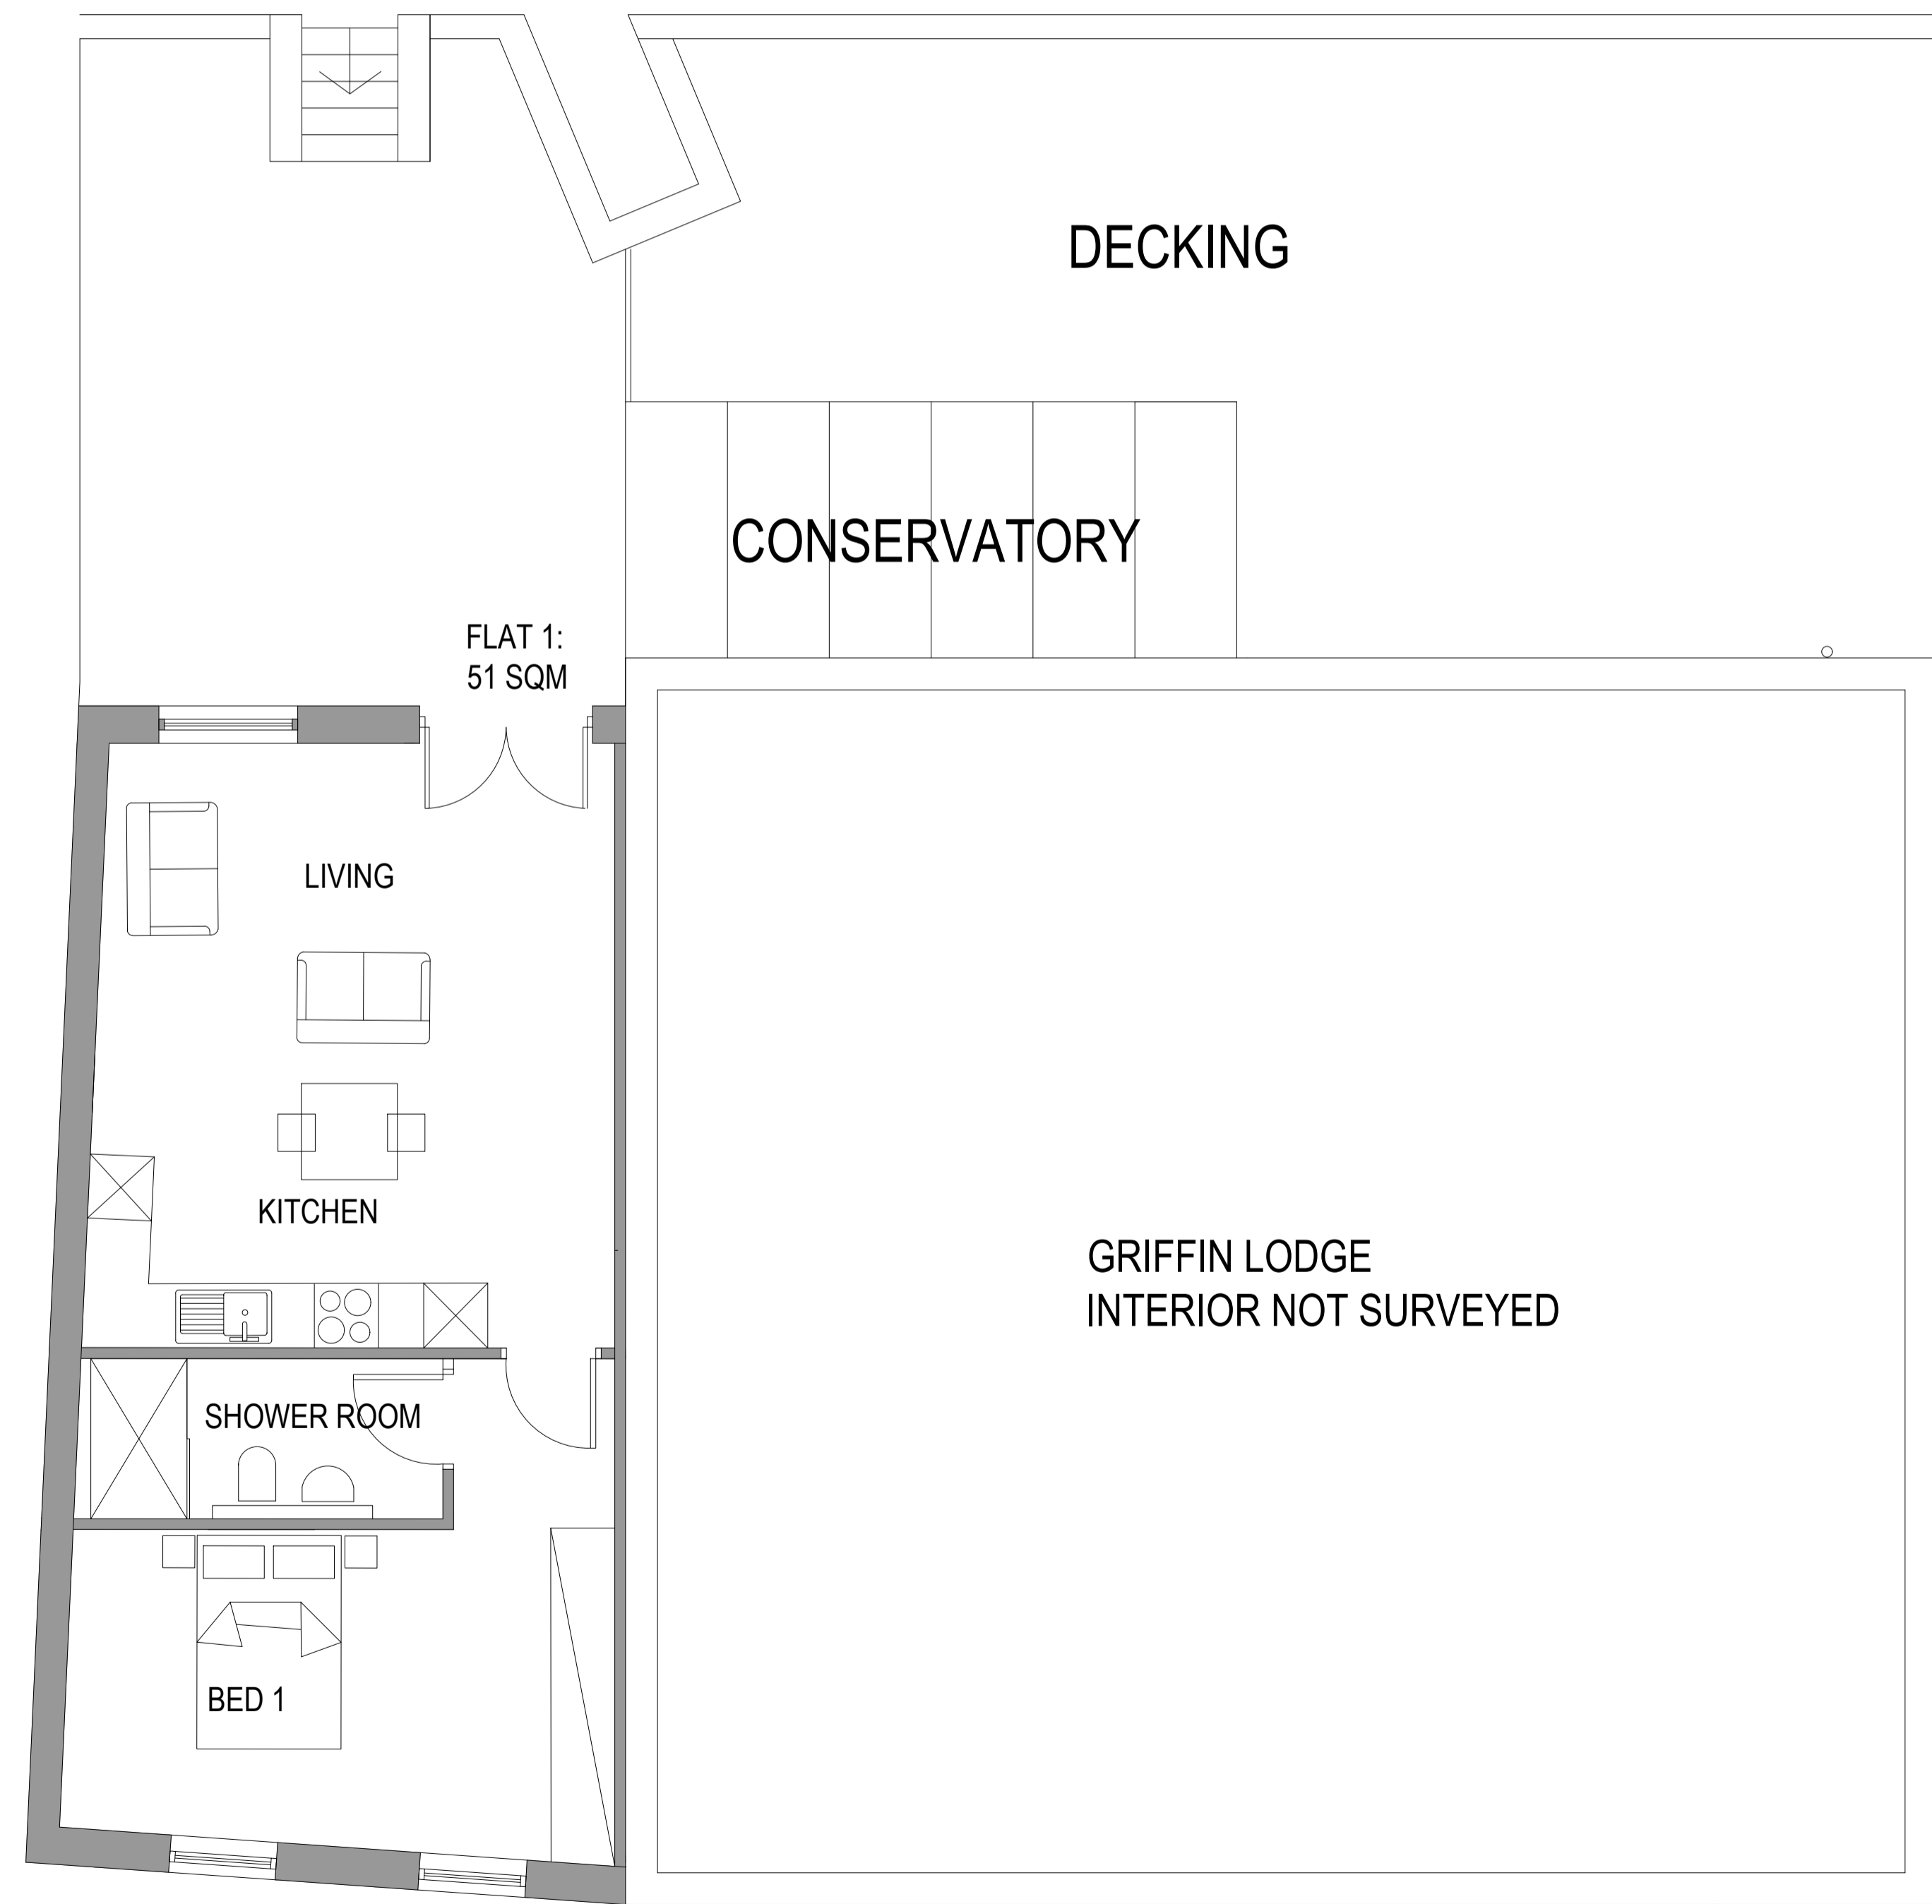 DECKING
CONSERVATORY
FLAT 1:
51 SQM
LIVING
KITCHEN
GRIFFIN LODGE
INTERIOR NOT SURVEYED
SHOWER ROOM
BED 1